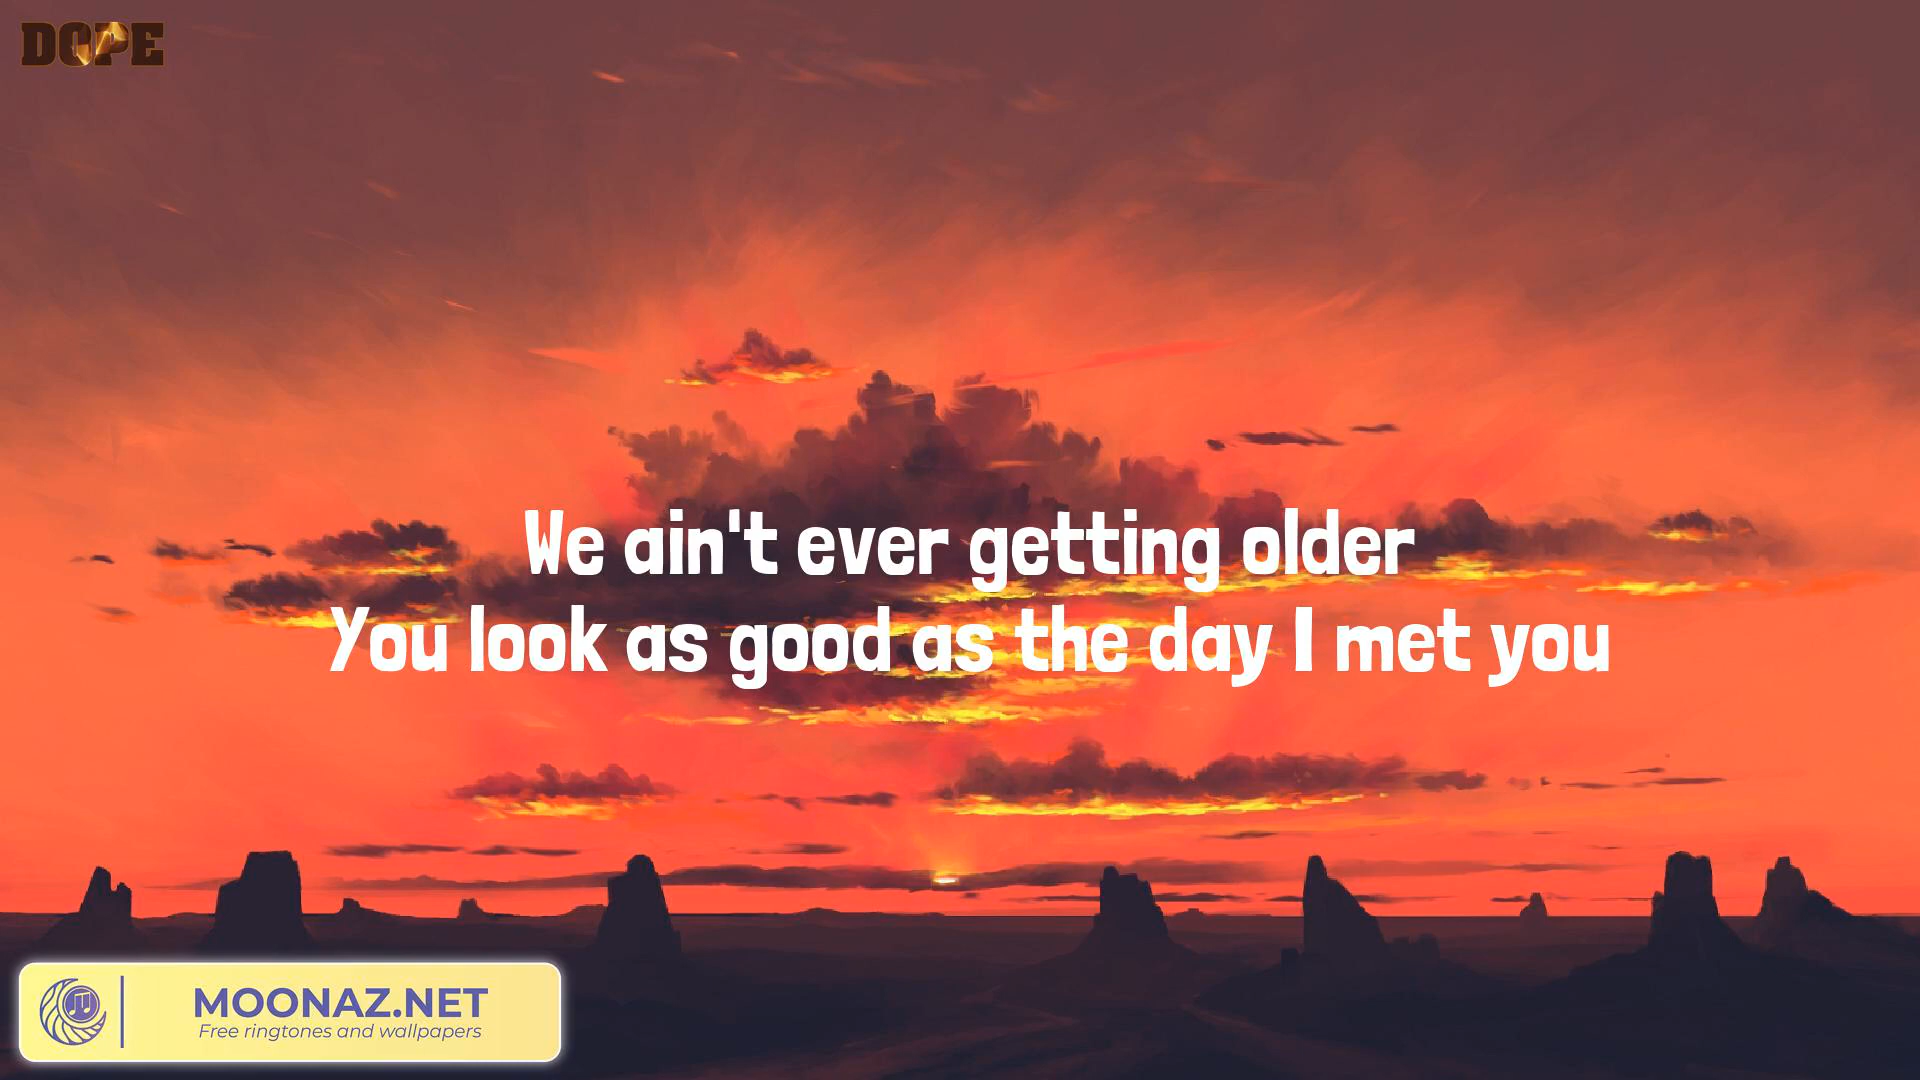 DOPE
We ain't ever getting older
You look as good as the day I met you
MOONAZ.NET
Free ringtones and wallpapers